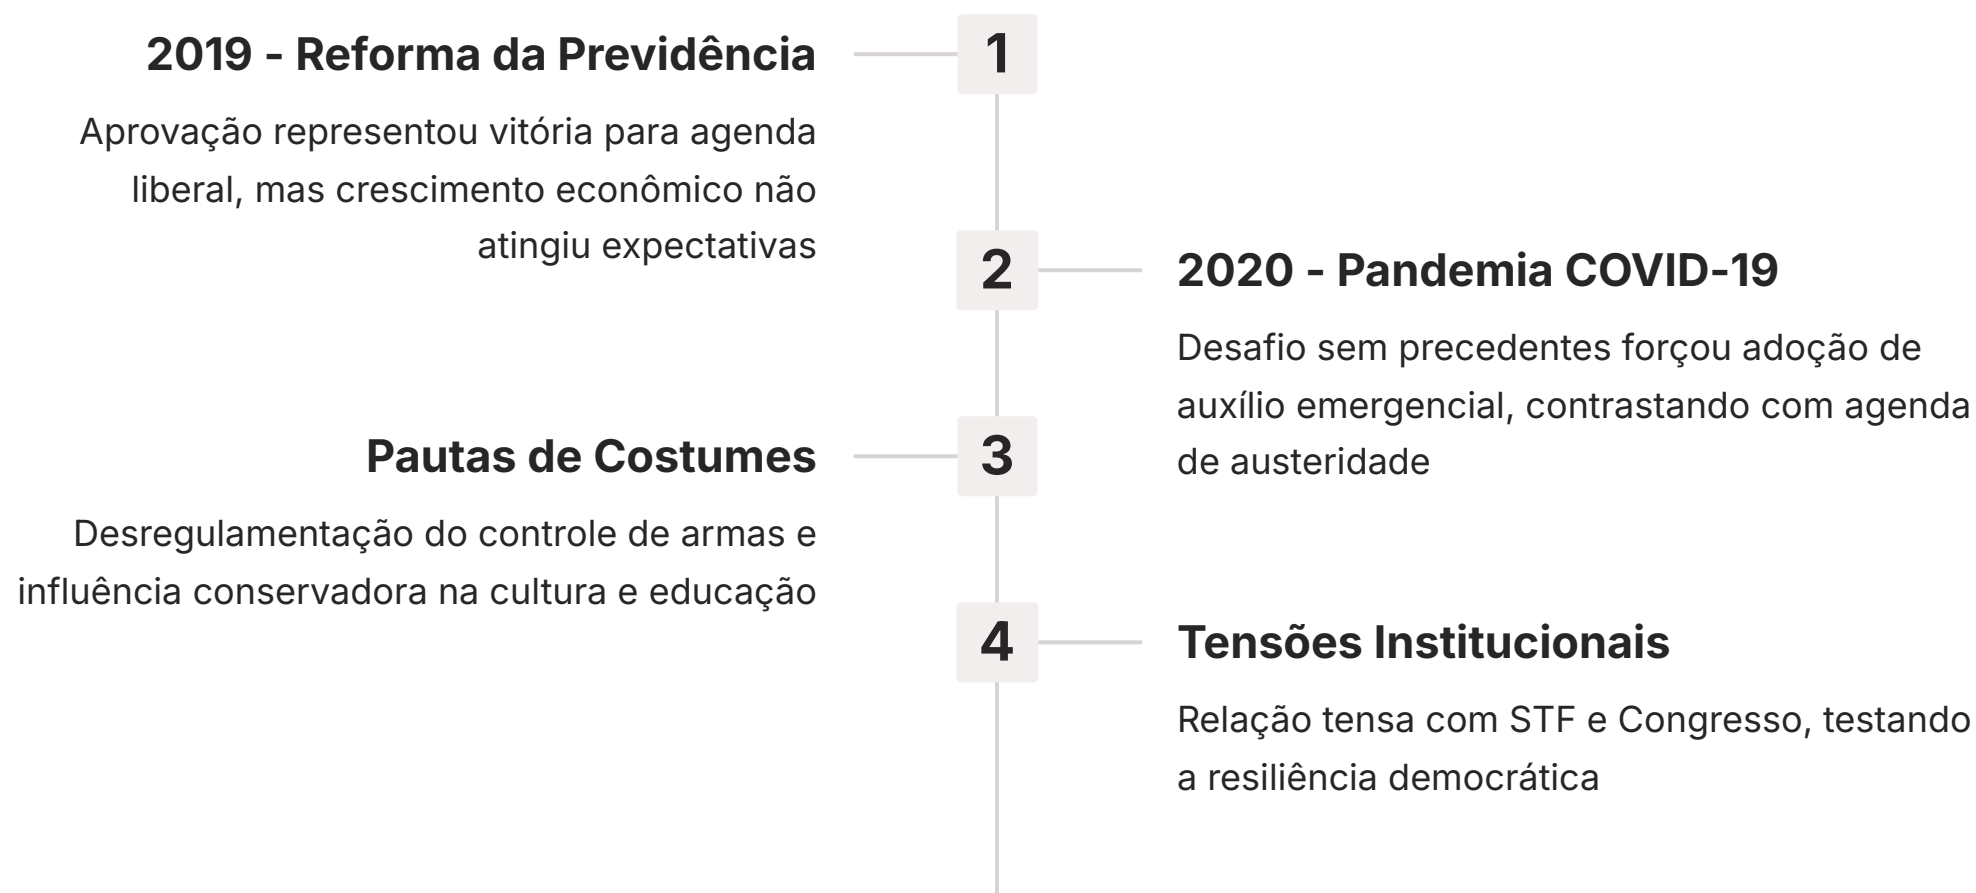 1
2019 - Reforma da Previdência
Aprovação representou vitória para agenda
liberal, mas crescimento econômico não
atingiu expectativas
2
2020 - Pandemia COVID-19
Desafio sem precedentes forçou adoção de
auxílio emergencial, contrastando com agenda
de austeridade
3
Pautas de Costumes
Desregulamentação do controle de armas e
influência conservadora na cultura e educação
4
Tensões Institucionais
Relação tensa com STF e Congresso, testando
a resiliência democrática